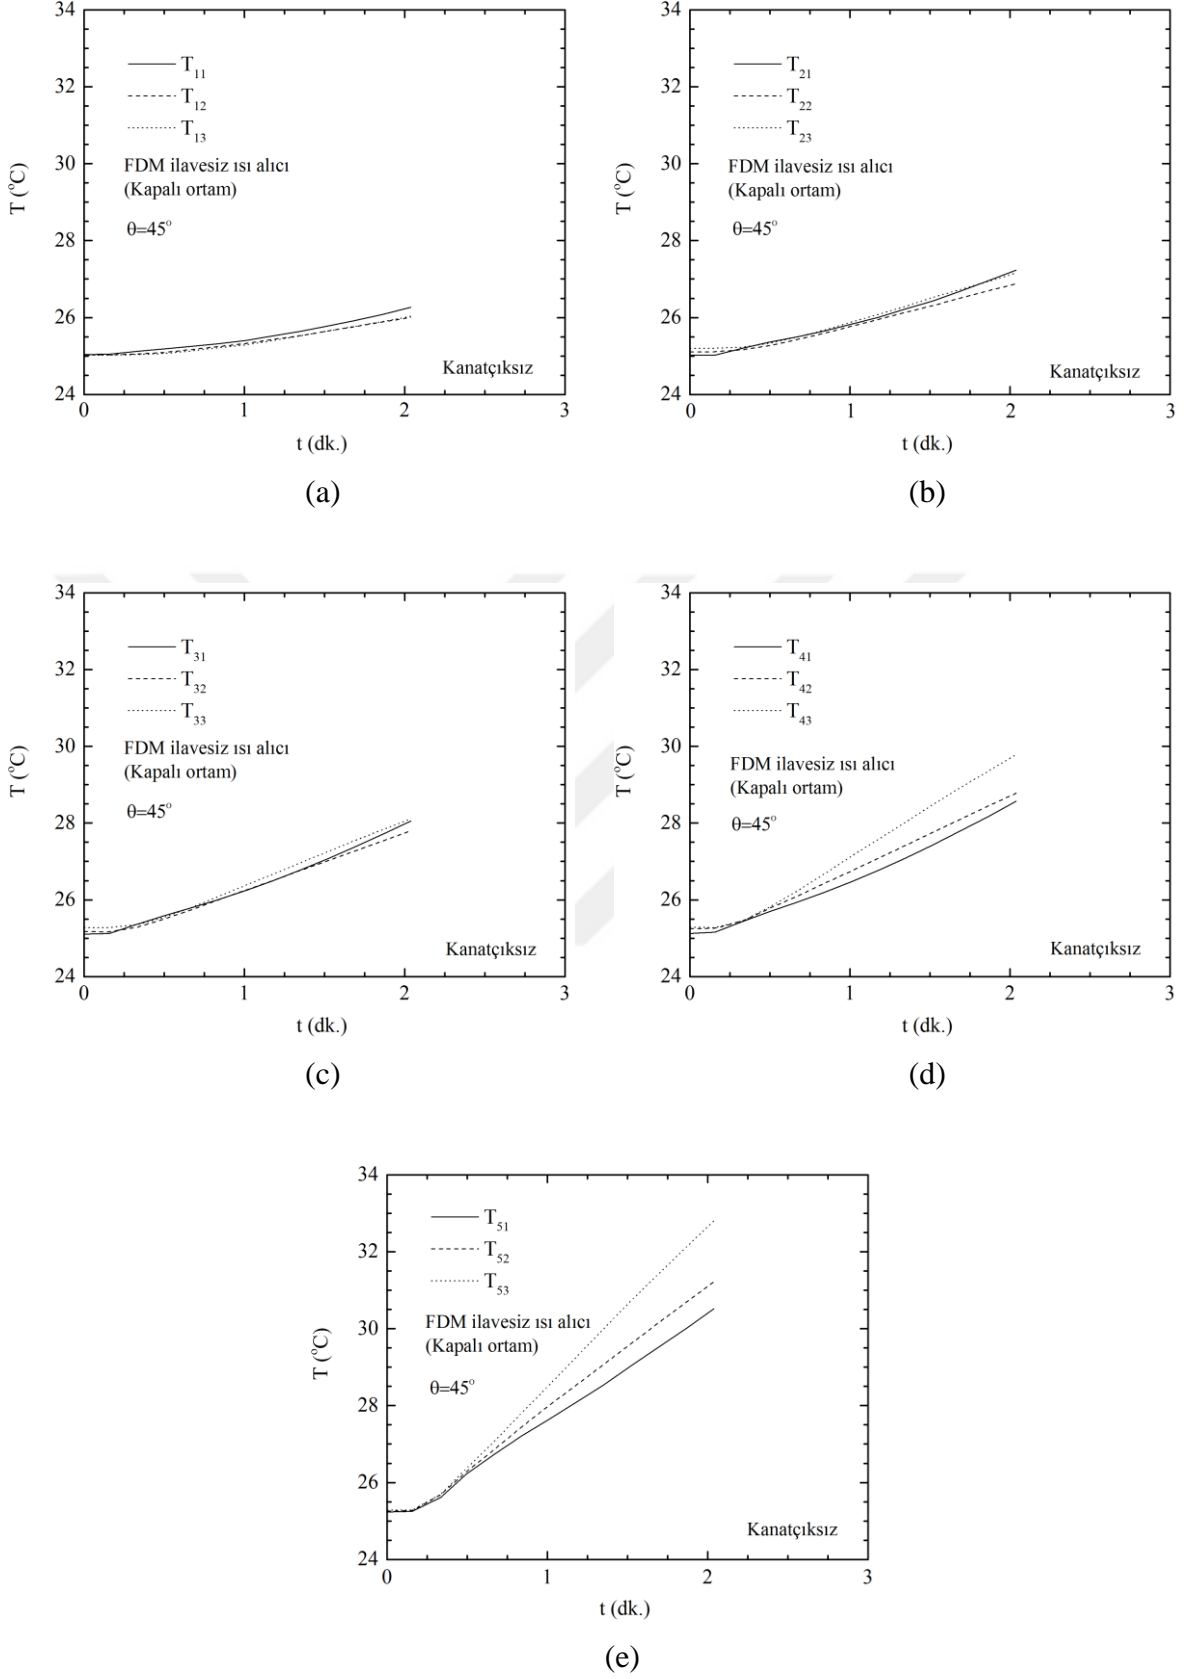 34
32
30
28
26
24
T (°C)
T11
T12
T13
FDM ilavesiz ısı alıcı
(Kapalı ortam)
θ=45°
Kanatçıksız
0 1 2 3
t (dk.)
(a)
34
32
30
28
26
24
T (°C)
T21
T22
T23
FDM ilavesiz ısı alıcı
(Kapalı ortam)
θ=45°
Kanatçıksız
0 1 2 3
t (dk.)
(b)
34
32
30
28
26
24
T (°C)
T31
T32
T33
FDM ilavesiz ısı alıcı
(Kapalı ortam)
θ=45°
Kanatçıksız
0 1 2 3
t (dk.)
(c)
34
32
30
28
26
24
T (°C)
T41
T42
T43
FDM ilavesiz ısı alıcı
(Kapalı ortam)
θ=45°
Kanatçıksız
0 1 2 3
t (dk.)
(d)
34
32
30
28
26
24
T (°C)
T51
T52
T53
FDM ilavesiz ısı alıcı
(Kapalı ortam)
θ=45°
Kanatçıksız
0 1 2 3
t (dk.)
(e)